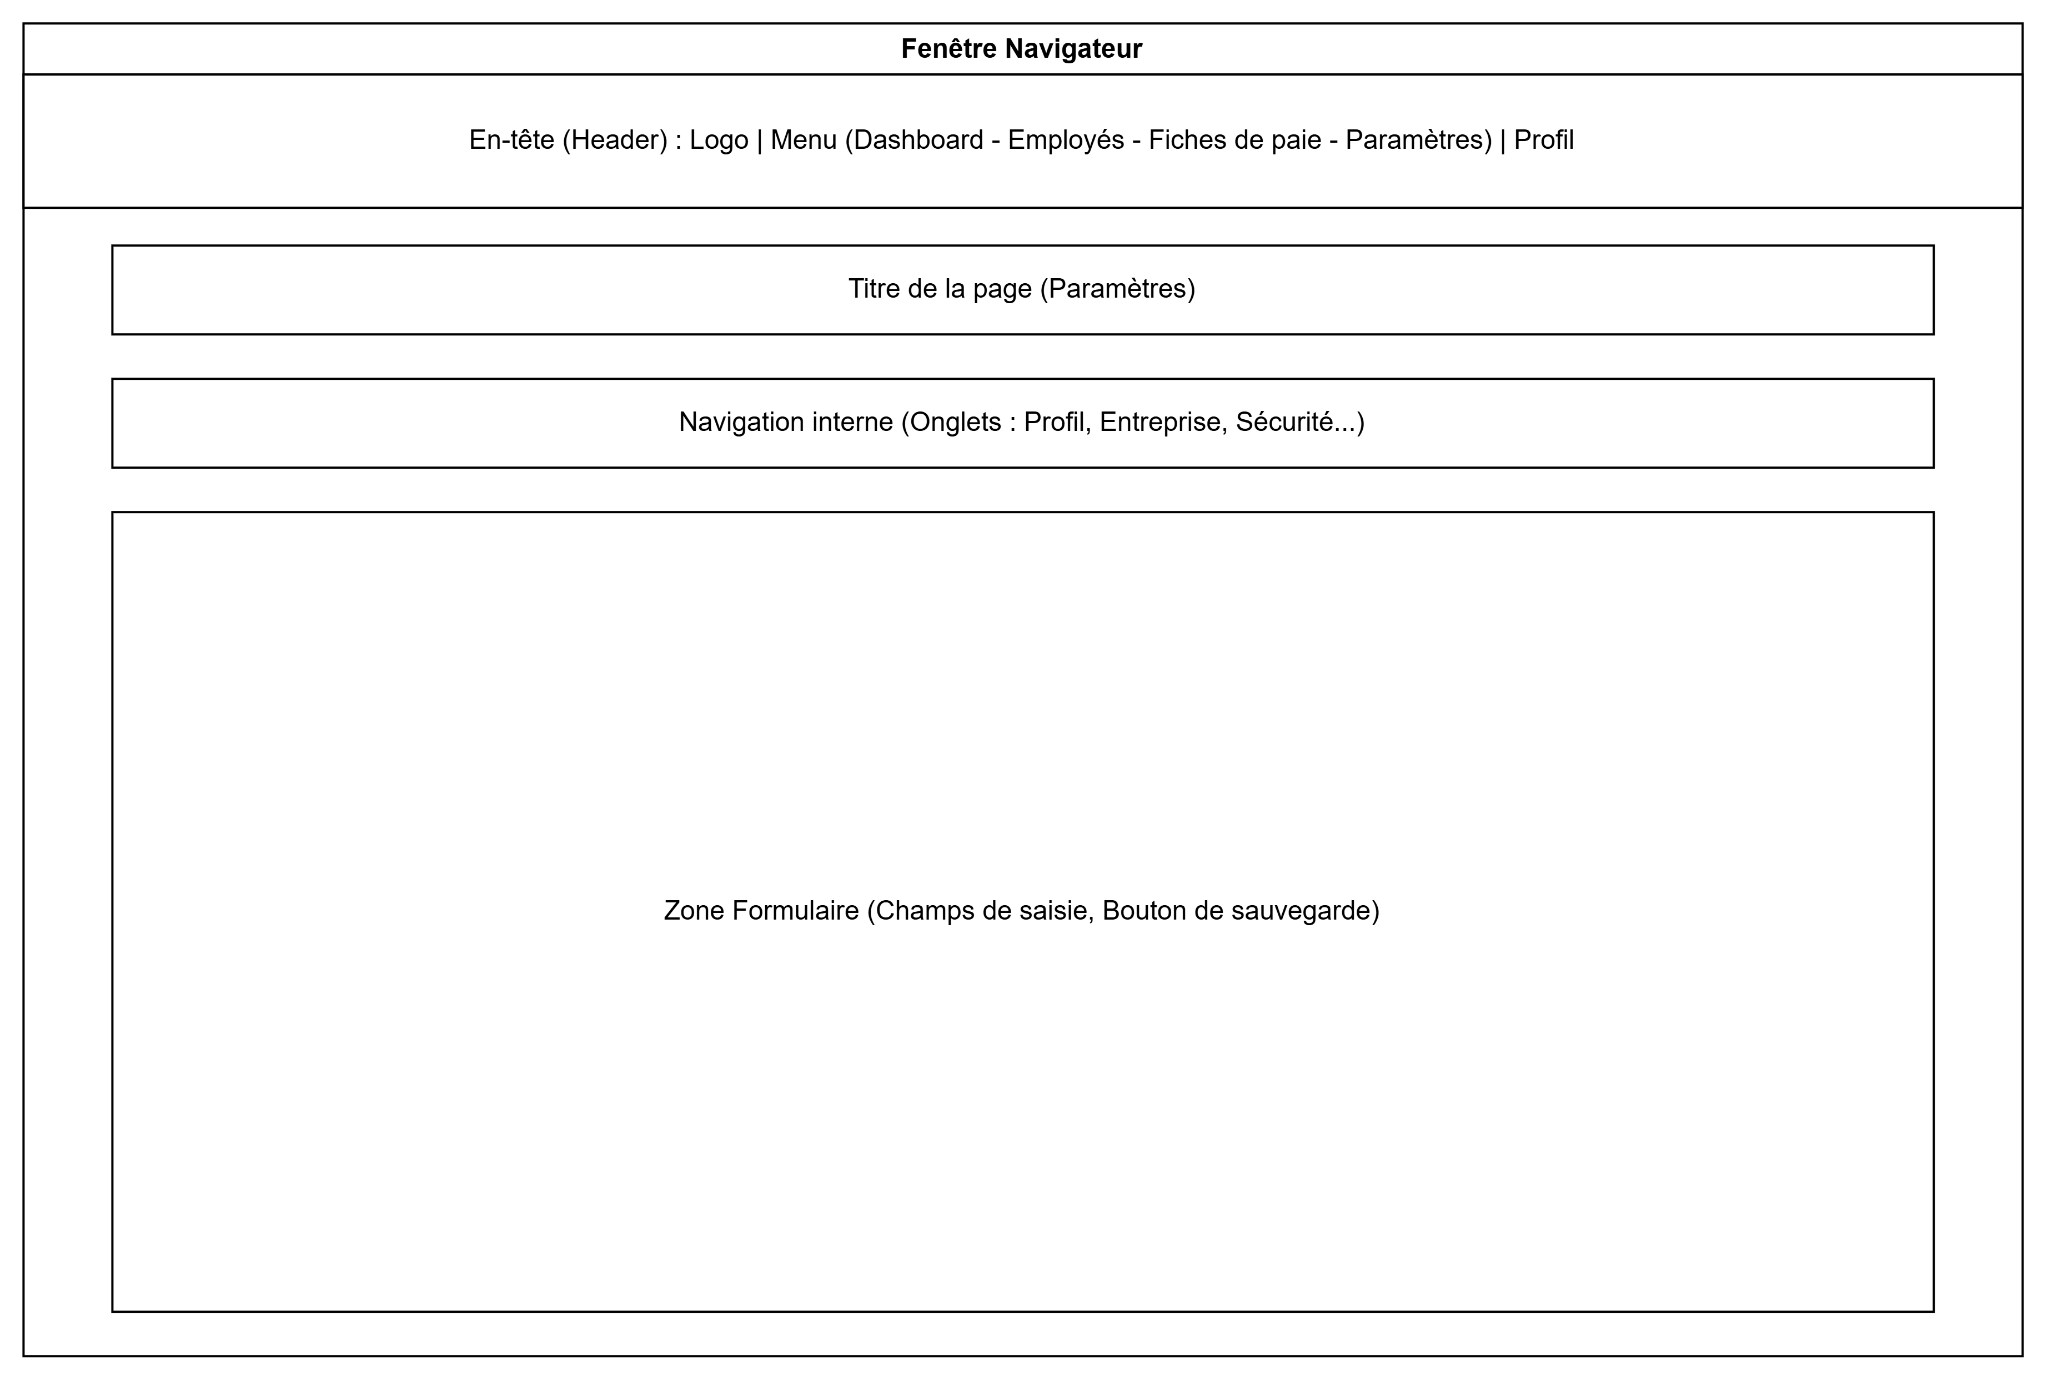 Fenêtre Navigateur
En-tête (Header) : Logo | Menu (Dashboard - Employés - Fiches de paie - Paramètres) | Profil
Titre de la page (Paramètres)
Navigation interne (Onglets : Profil, Entreprise, Sécurité...)
Zone Formulaire (Champs de saisie, Bouton de sauvegarde)